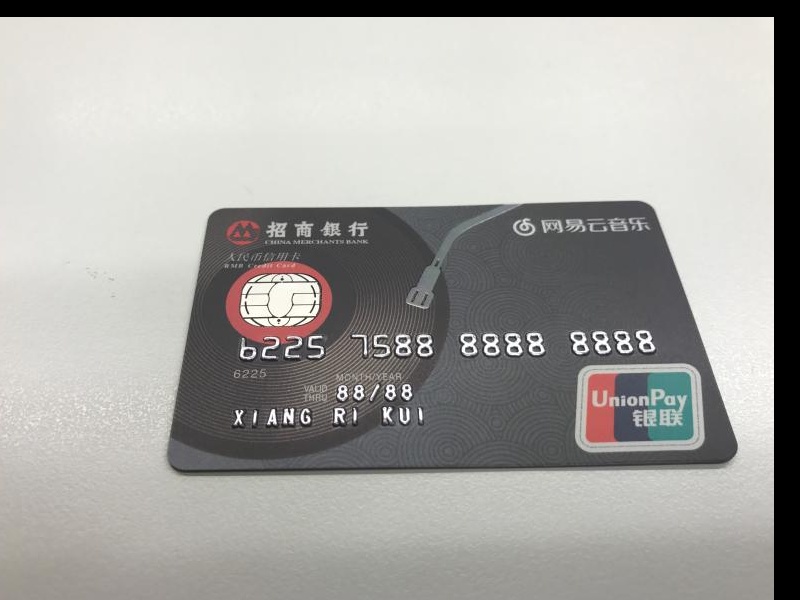 招商银行
CHINA MERCHANTS BANK
网易云音乐
人民币信用卡
RMB Credit Card
6225 7588 8888 8888
6225
MONTH/YEAR
VALID THRU 88/88
XIANG RI KUI
UnionPay
银联